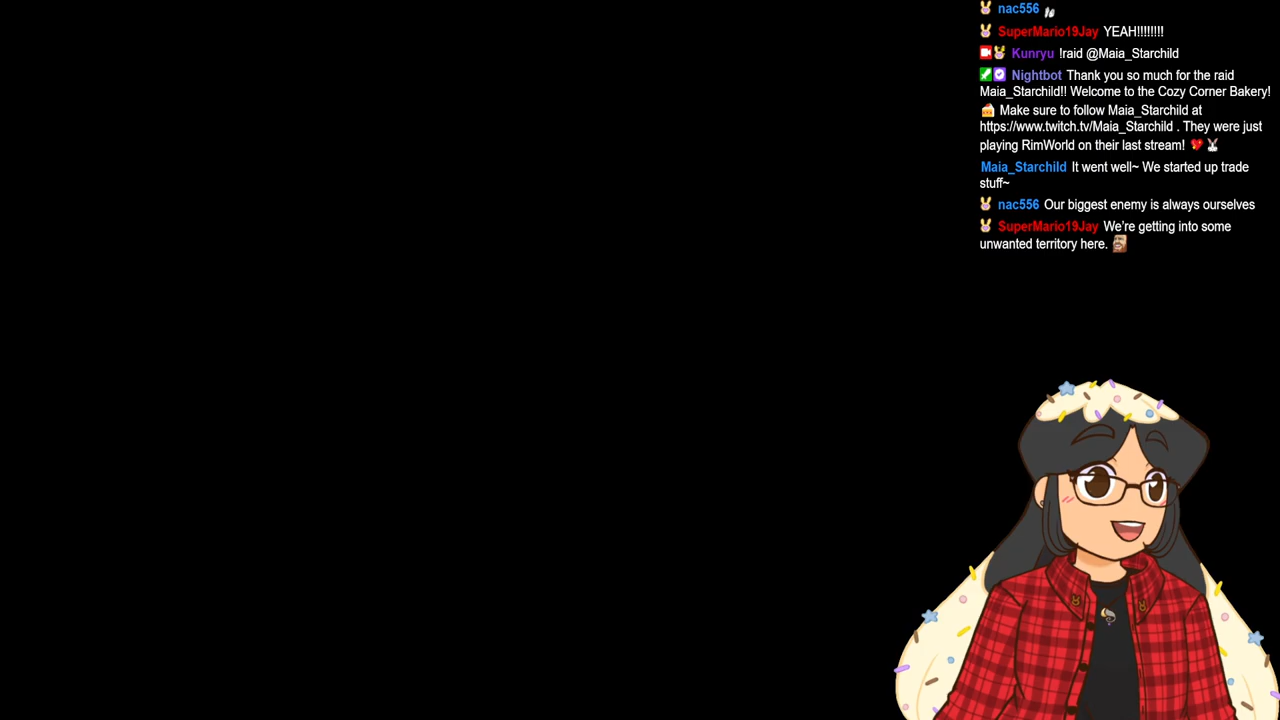 nac556
SuperMario19Jay YEAH!!!!!!!!
Kunryu !raid @Maia_Starchild
Nightbot Thank you so much for the raid
Maia_Starchild!! Welcome to the Cozy Corner Bakery!
Make sure to follow Maia_Starchild at
https://www.twitch.tv/Maia_Starchild . They were just
playing RimWorld on their last stream!
Maia_Starchild It went well~ We started up trade
stuff~
nac556 Our biggest enemy is always ourselves
SuperMario19Jay We're getting into some
unwanted territory here.